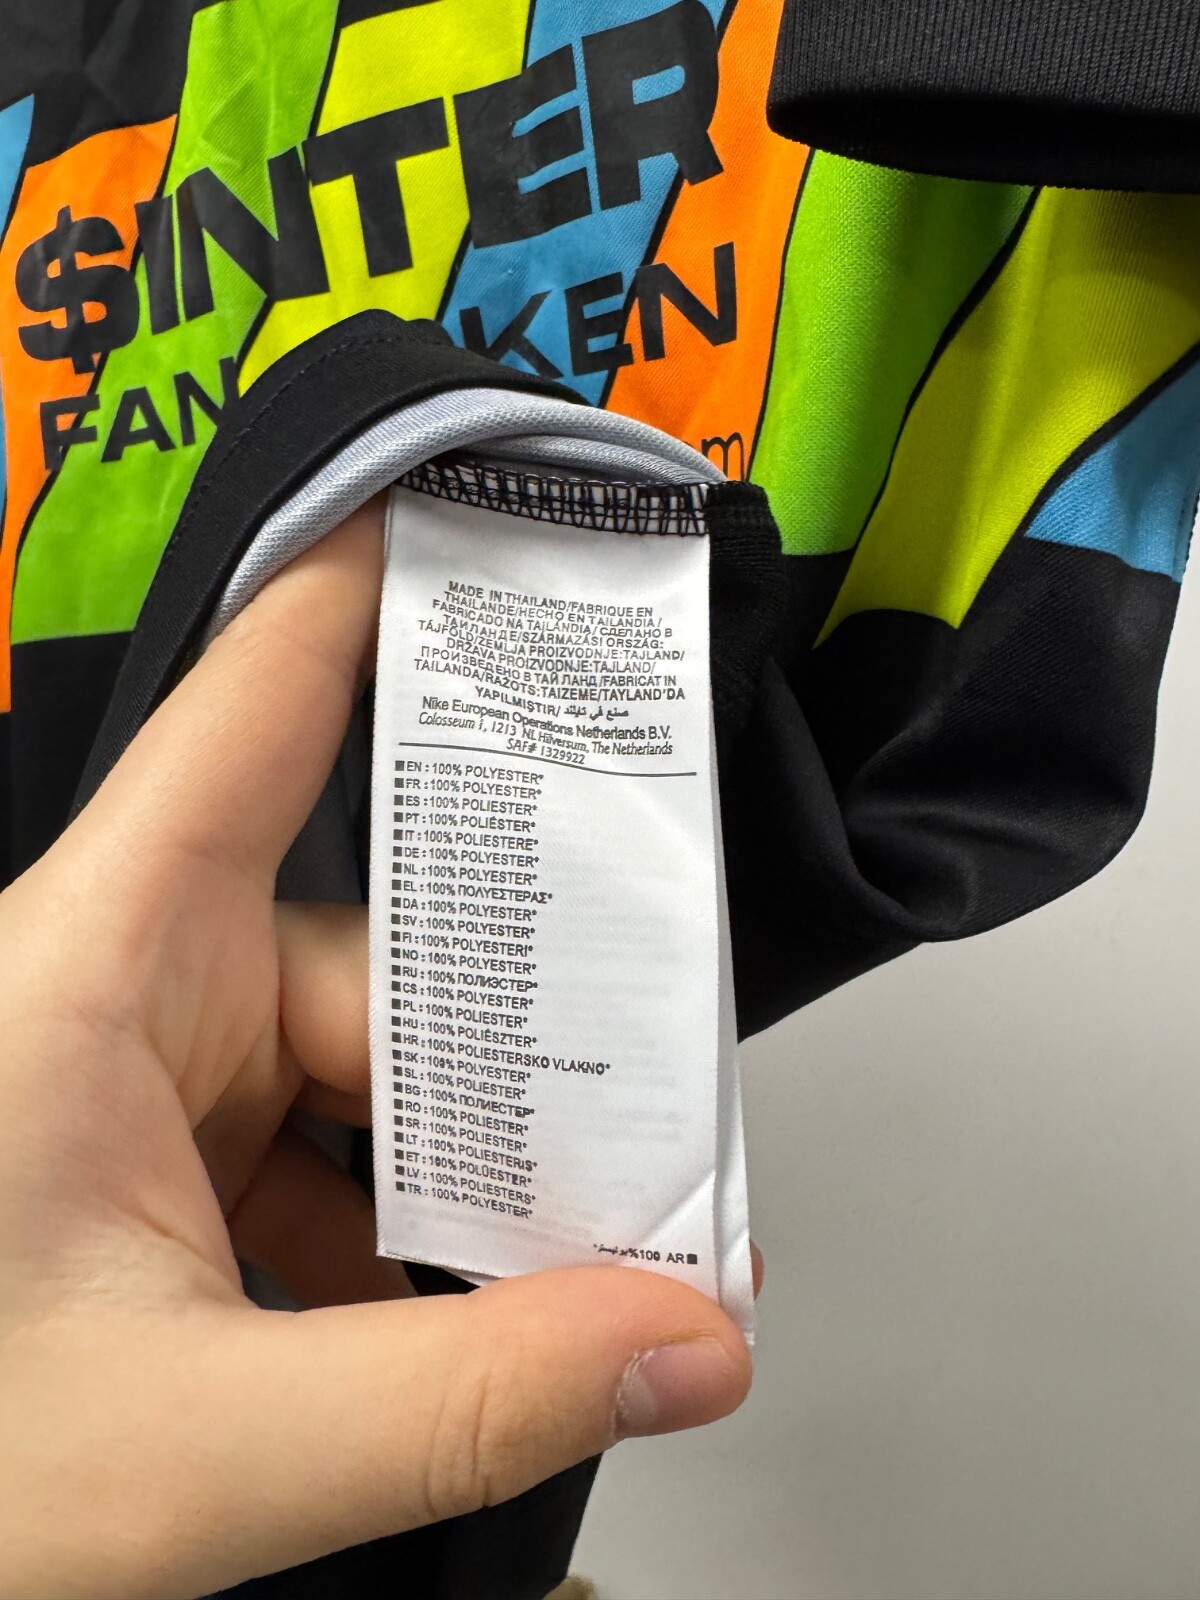 $INTER
FAN KEN
m
MADE IN THAILAND/FABRIQUE EN
THAILANDE/HECHO EN TAILANDIA/
FABRICADO NA TAILÂNDIA/СДЕЛАНО В
ТАИЛАНДЕ/SZÁRMAZÁSI ORSZÁG:
TÁJFÖLD/ZEMLJA PROIZVODNJE:TAJLAND/
DRŽAVA PROIZVODNJE:TAJLAND/
ПРОИЗВЕДЕНО В ТАЙЛАНД/FABRICAT IN
TAILANDA/RAŽOTS:TAIZEME/TAYLAND'DA
YAPILMIŞTIR/ صنع في تايلند
Nike European Operations Netherlands B.V.
Colosseum 1, 1213 NL Hilversum, The Netherlands
SAF# 1329922
■EN : 100% POLYESTER*
■FR : 100% POLYESTER*
■ES : 100% POLIESTER*
■PT : 100% POLIÉSTER*
■IT : 100% POLIESTERE*
■DE : 100% POLYESTER*
■NL : 100% POLYESTER*
■EL : 100% ΠΟΛΥΕΣΤΕΡΑΣ*
■DA : 100% POLYESTER*
■SV : 100% POLYESTER*
■FI : 100% POLYESTERI*
■NO : 100% POLYESTER*
■RU : 100% ПОЛИЭСТЕР*
■CS : 100% POLYESTER*
■PL : 100% POLIESTER*
■HU : 100% POLIÉSZTER*
■HR : 100% POLIESTERSKO VLAKNO*
■SK : 100% POLYESTER*
■SL : 100% POLIESTER*
■BG : 100% ПОЛИЕСТЕР*
■RO : 100% POLIESTER*
■SR : 100% POLIESTER*
■LT : 100% POLIESTERIS*
■ET : 100% POLÜESTER*
■LV : 100% POLIESTERS*
■TR : 100% POLYESTER*
%100 AR■